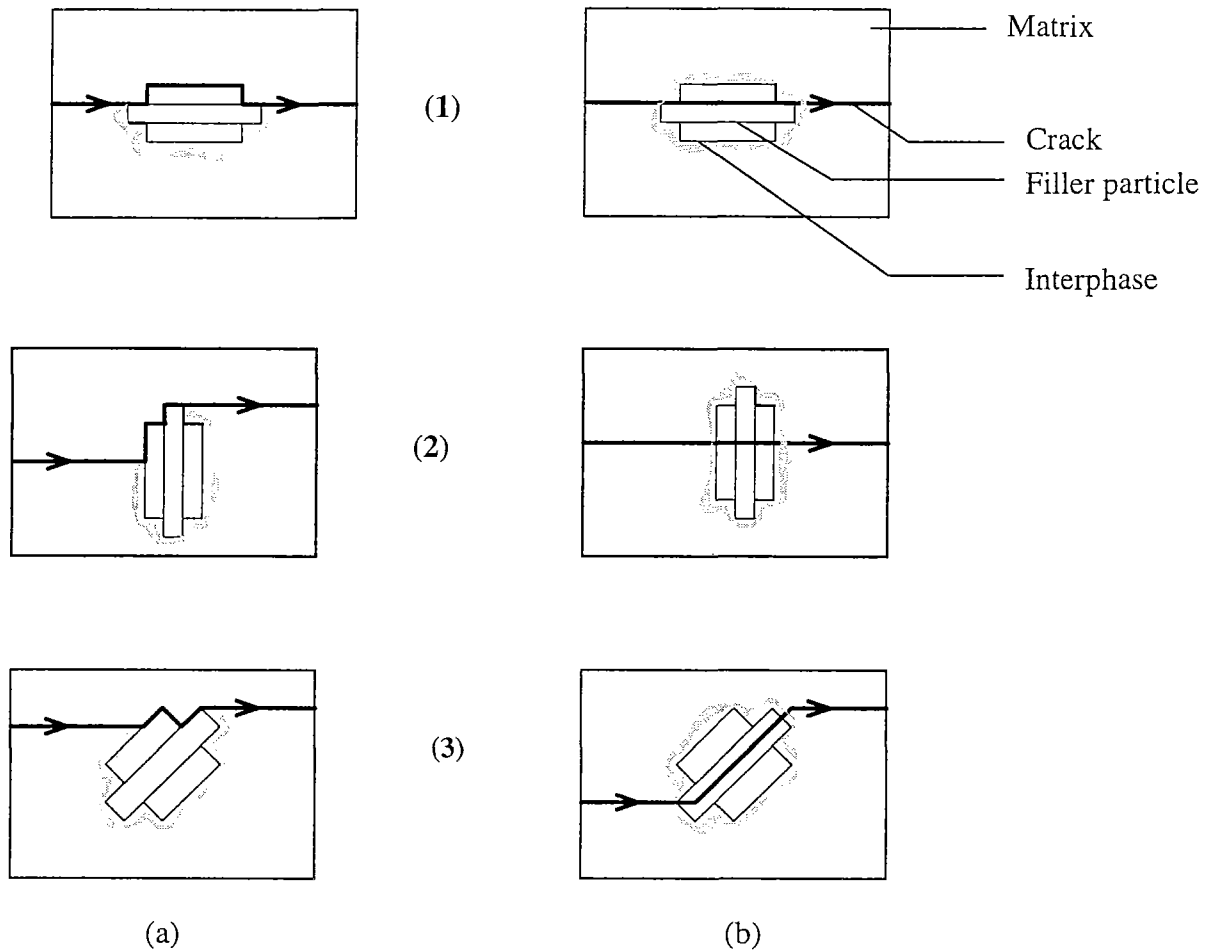 Matrix
(1)
Crack
Filler particle
Interphase
(2)
(3)
(a)
(b)